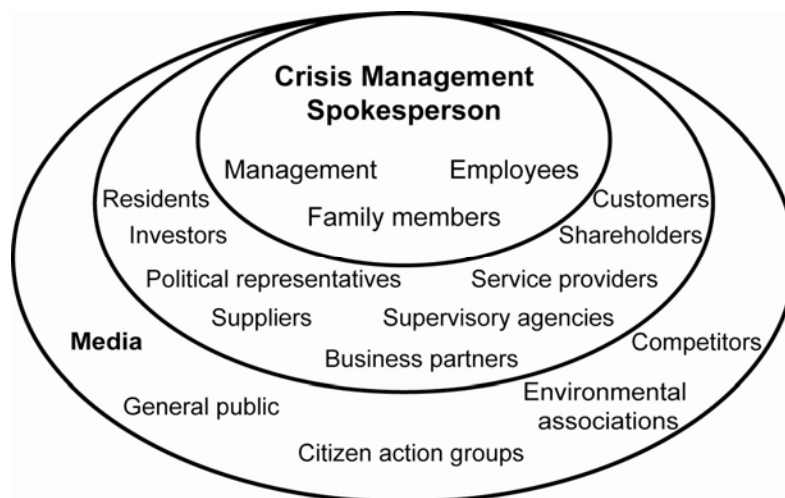 Crisis Management
Spokesperson
Management Employees
Residents Family members Customers
Investors Shareholders
Political representatives Service providers
Suppliers Supervisory agencies
Media Business partners Competitors
General public Environmental
associations
Citizen action groups